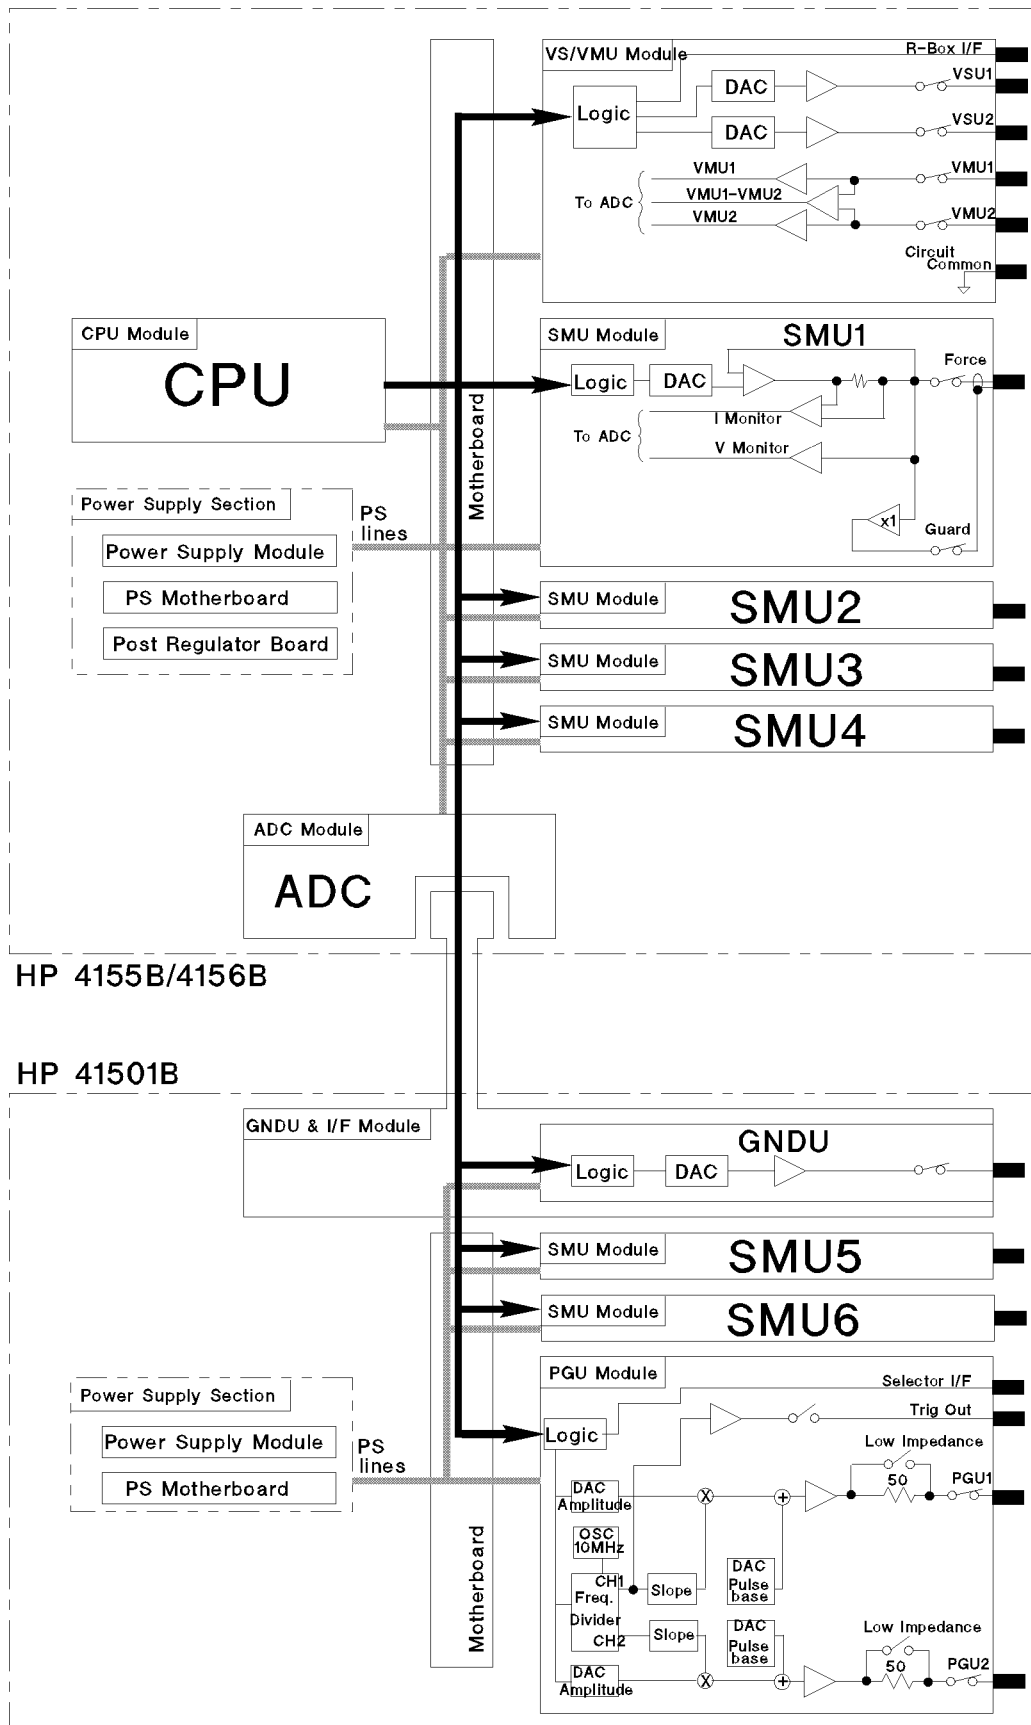 VS/VMU Module
R-Box I/F
Logic
DAC
VSU1
DAC
VSU2
To ADC
VMU1
VMU1-VMU2
VMU2
VMU1
VMU2
Circuit
Common
CPU Module
CPU
Motherboard
SMU Module
SMU1
Logic
DAC
Force
To ADC
I Monitor
V Monitor
x1
Guard
Power Supply Section
PS
lines
Power Supply Module
PS Motherboard
Post Regulator Board
SMU Module
SMU2
SMU Module
SMU3
SMU Module
SMU4
ADC Module
ADC
HP 4155B/4156B
HP 41501B
GNDU & I/F Module
GNDU
Logic
DAC
SMU Module
SMU5
SMU Module
SMU6
Power Supply Section
PS
lines
Power Supply Module
PS Motherboard
Motherboard
PGU Module
Selector I/F
Trig Out
Logic
Low Impedance
50
PGU1
DAC
Amplitude
X
+
OSC
10MHz
CH1
Freq.
Divider
CH2
Slope
DAC
Pulse
base
Slope
DAC
Pulse
base
Low Impedance
50
PGU2
DAC
Amplitude
X
+